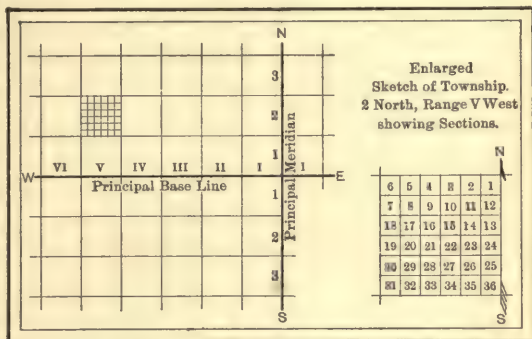 N
3
2
1
VI V IV III II I I
W E
Principal Base Line
Principal Meridian
1
2
3
S
Enlarged
Sketch of Township.
2 North, Range V West
showing Sections.
N
6 5 4 3 2 1
7 8 9 10 11 12
18 17 16 15 14 13
19 20 21 22 23 24
30 29 28 27 26 25
31 32 33 34 35 36
S